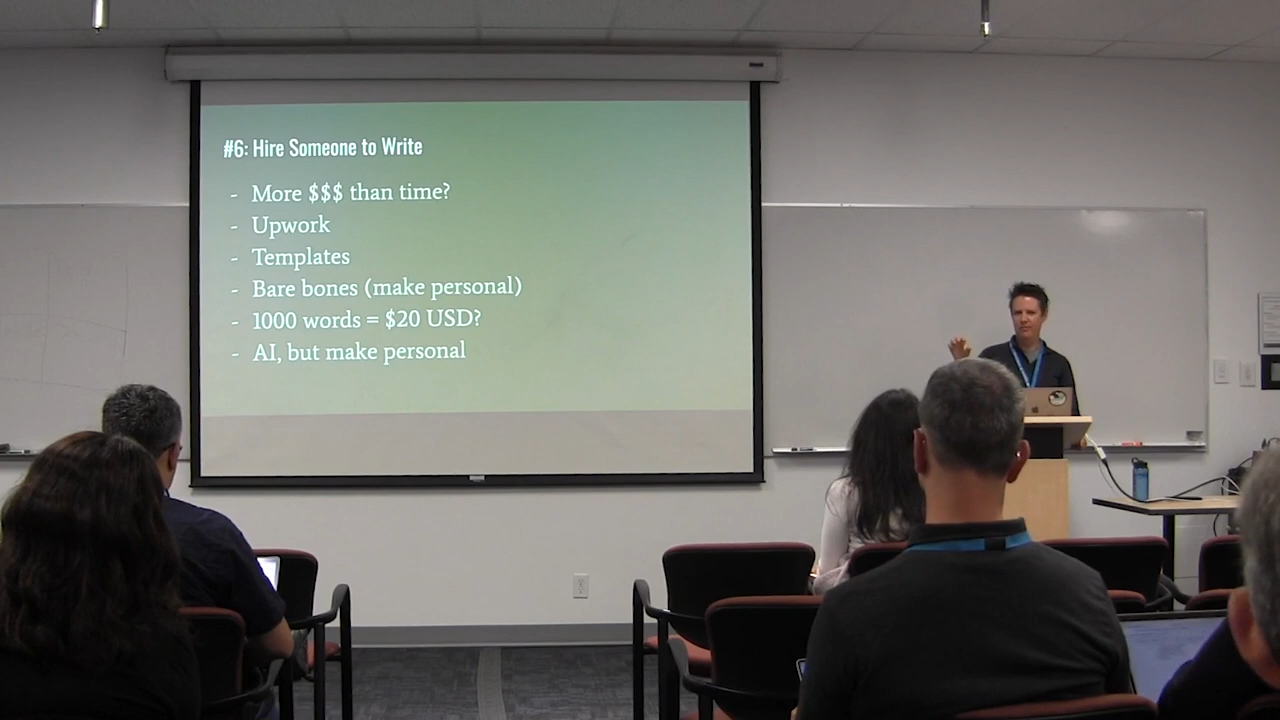 #6: Hire Someone to Write
- More $$$ than time?
- Upwork
- Templates
- Bare bones (make personal)
- 1000 words = $20 USD?
- AI, but make personal